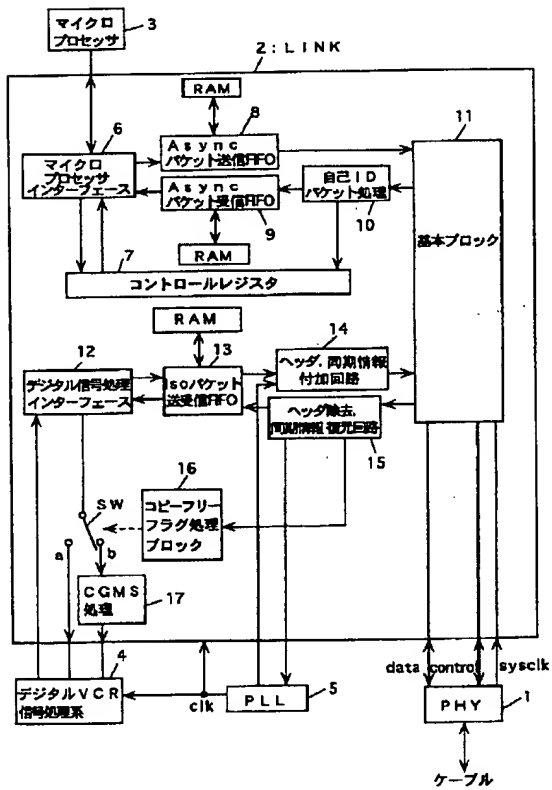 マイクロ
プロセッサ
3
2:LINK
RAM
8
6
マイクロ
プロセッサ
インターフェース
Async
パケット送信FIFO
Async
パケット受信FIFO
9
RAM
自己ID
パケット処理
10
11
基本ブロック
7
コントロールレジスタ
RAM
12
デジタル信号処理
インターフェース
13
Isoパケット
送受信FIFO
14
ヘッダ,同期情報
付加回路
ヘッダ除去,
同期情報復元回路
15
16
コピーフリー
フラグ処理
ブロック
SW
a
b
CGMS
処理
17
4
デジタルVCR
信号処理系
clk
PLL
5
data
control
sysclk
PHY
1
ケーブル